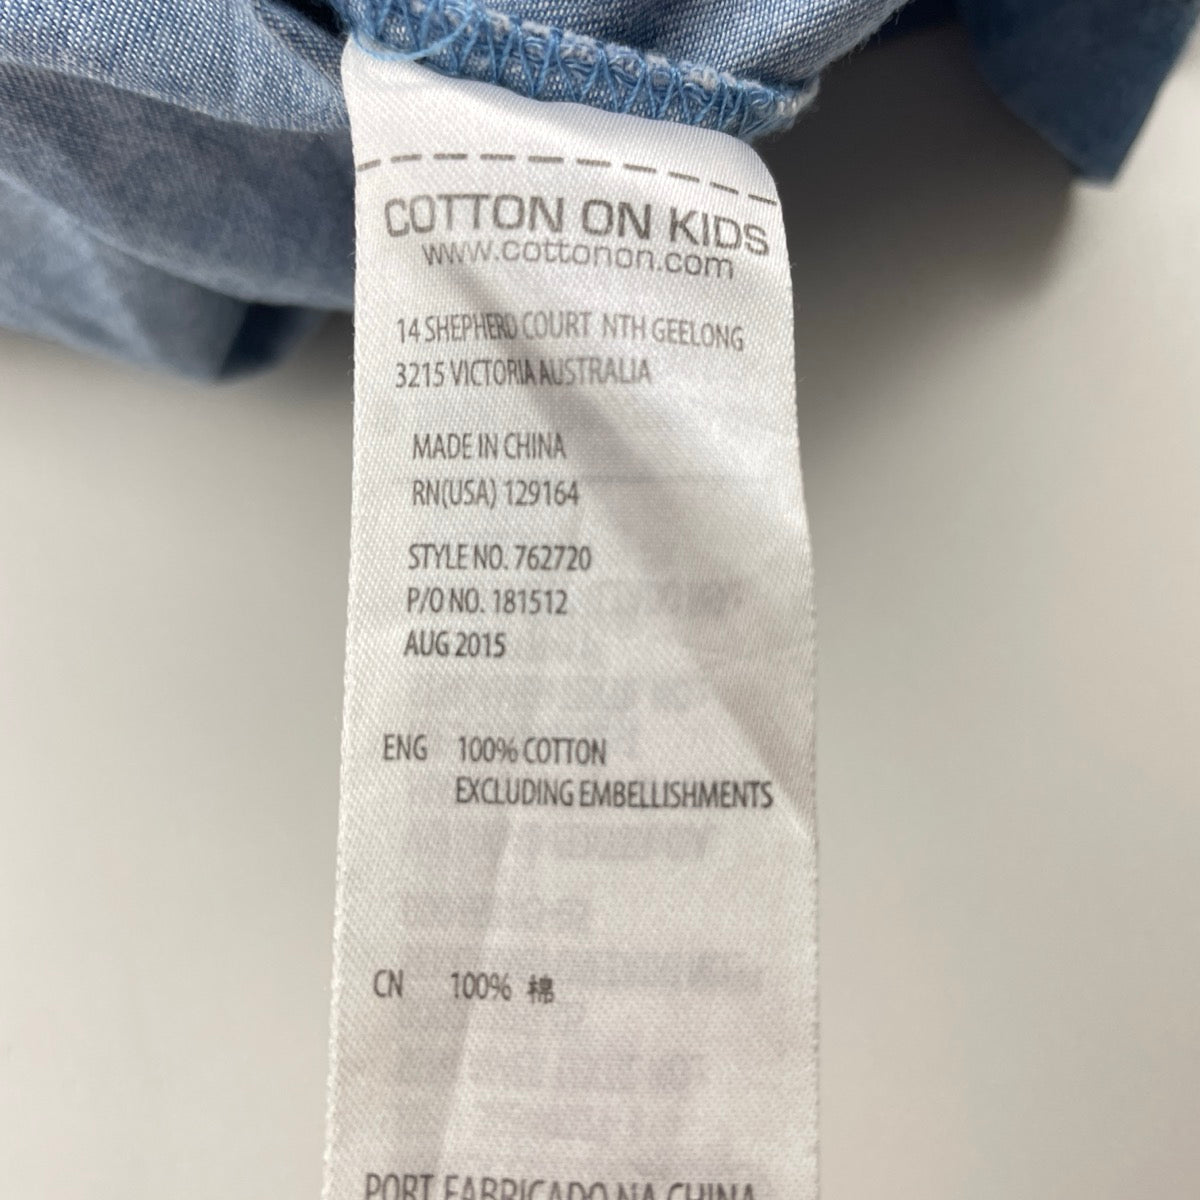 COTTON ON KIDS
www.cottonon.com
14 SHEPHERD COURT NTH GEELONG
3215 VICTORIA AUSTRALIA
MADE IN CHINA
RN(USA) 129164
STYLE NO. 762720
P/O NO. 181512
AUG 2015
ENG 100% COTTON
EXCLUDING EMBELLISHMENTS
CN 100% 棉
PORT FABRICADO NA CHINA